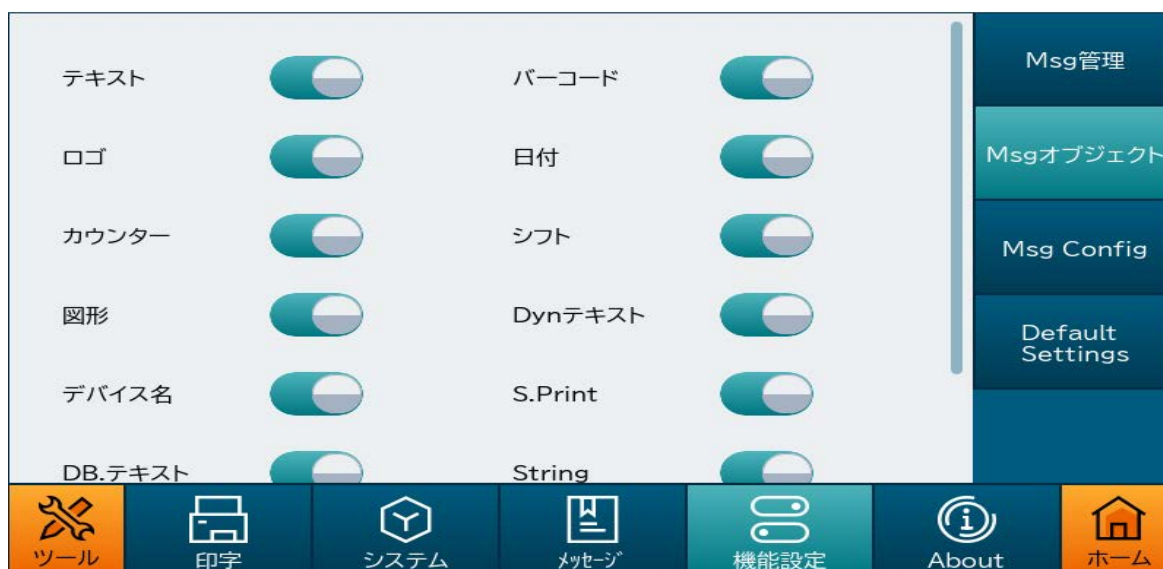 テキスト
バーコード
ロゴ
日付
カウンター
シフト
図形
Dynテキスト
デバイス名
S.Print
DB.テキスト
String
Msg管理
Msgオブジェクト
Msg Config
Default
Settings
ツール
印字
システム
ﾒｯｾｰｼﾞ
機能設定
About
ホーム